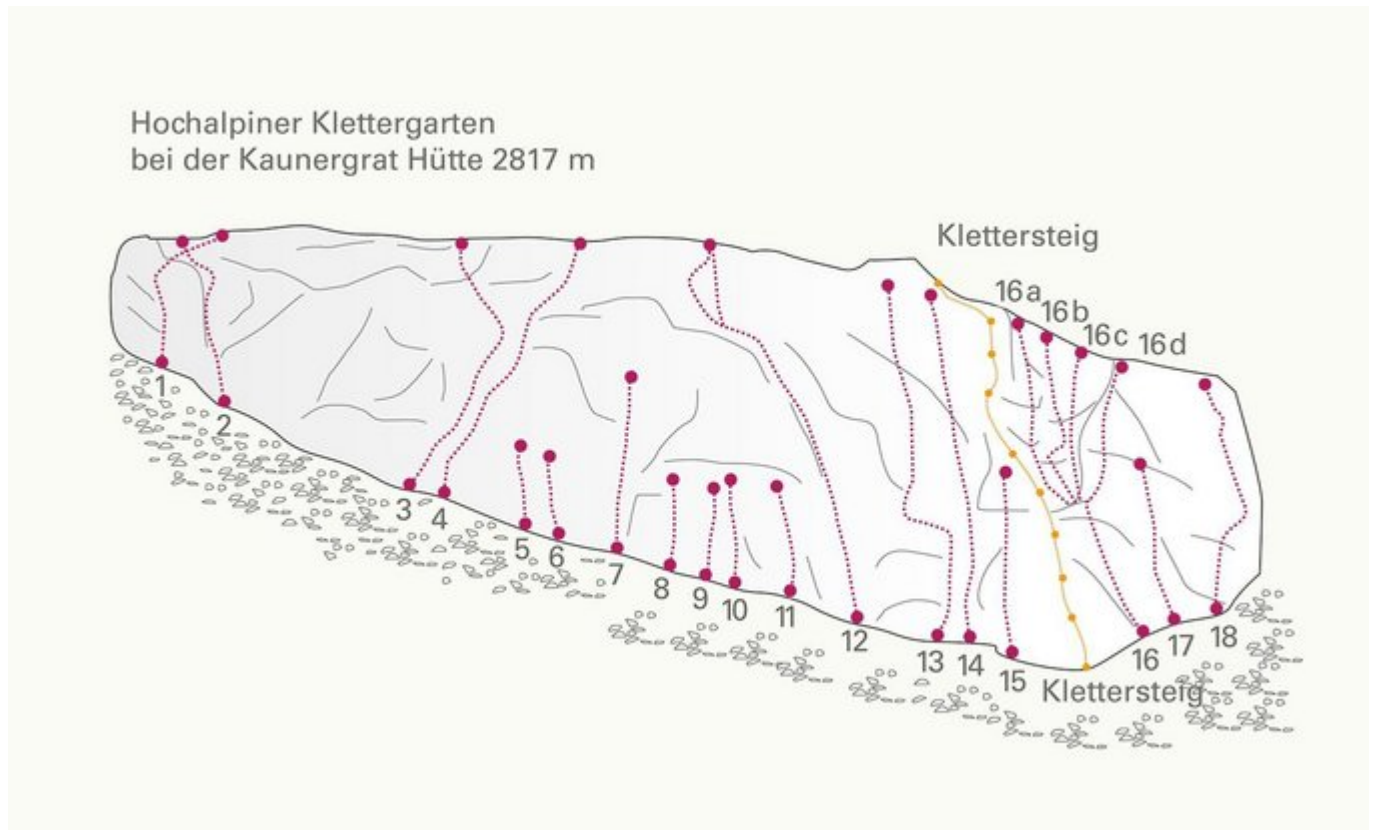 Hochalpiner Klettergarten
bei der Kaunergrat Hütte 2817 m
Klettersteig
16a
16b
16c
16d
1
2
3
4
5
6
7
8
9
10
11
12
13
14
15
16
17
18
Klettersteig